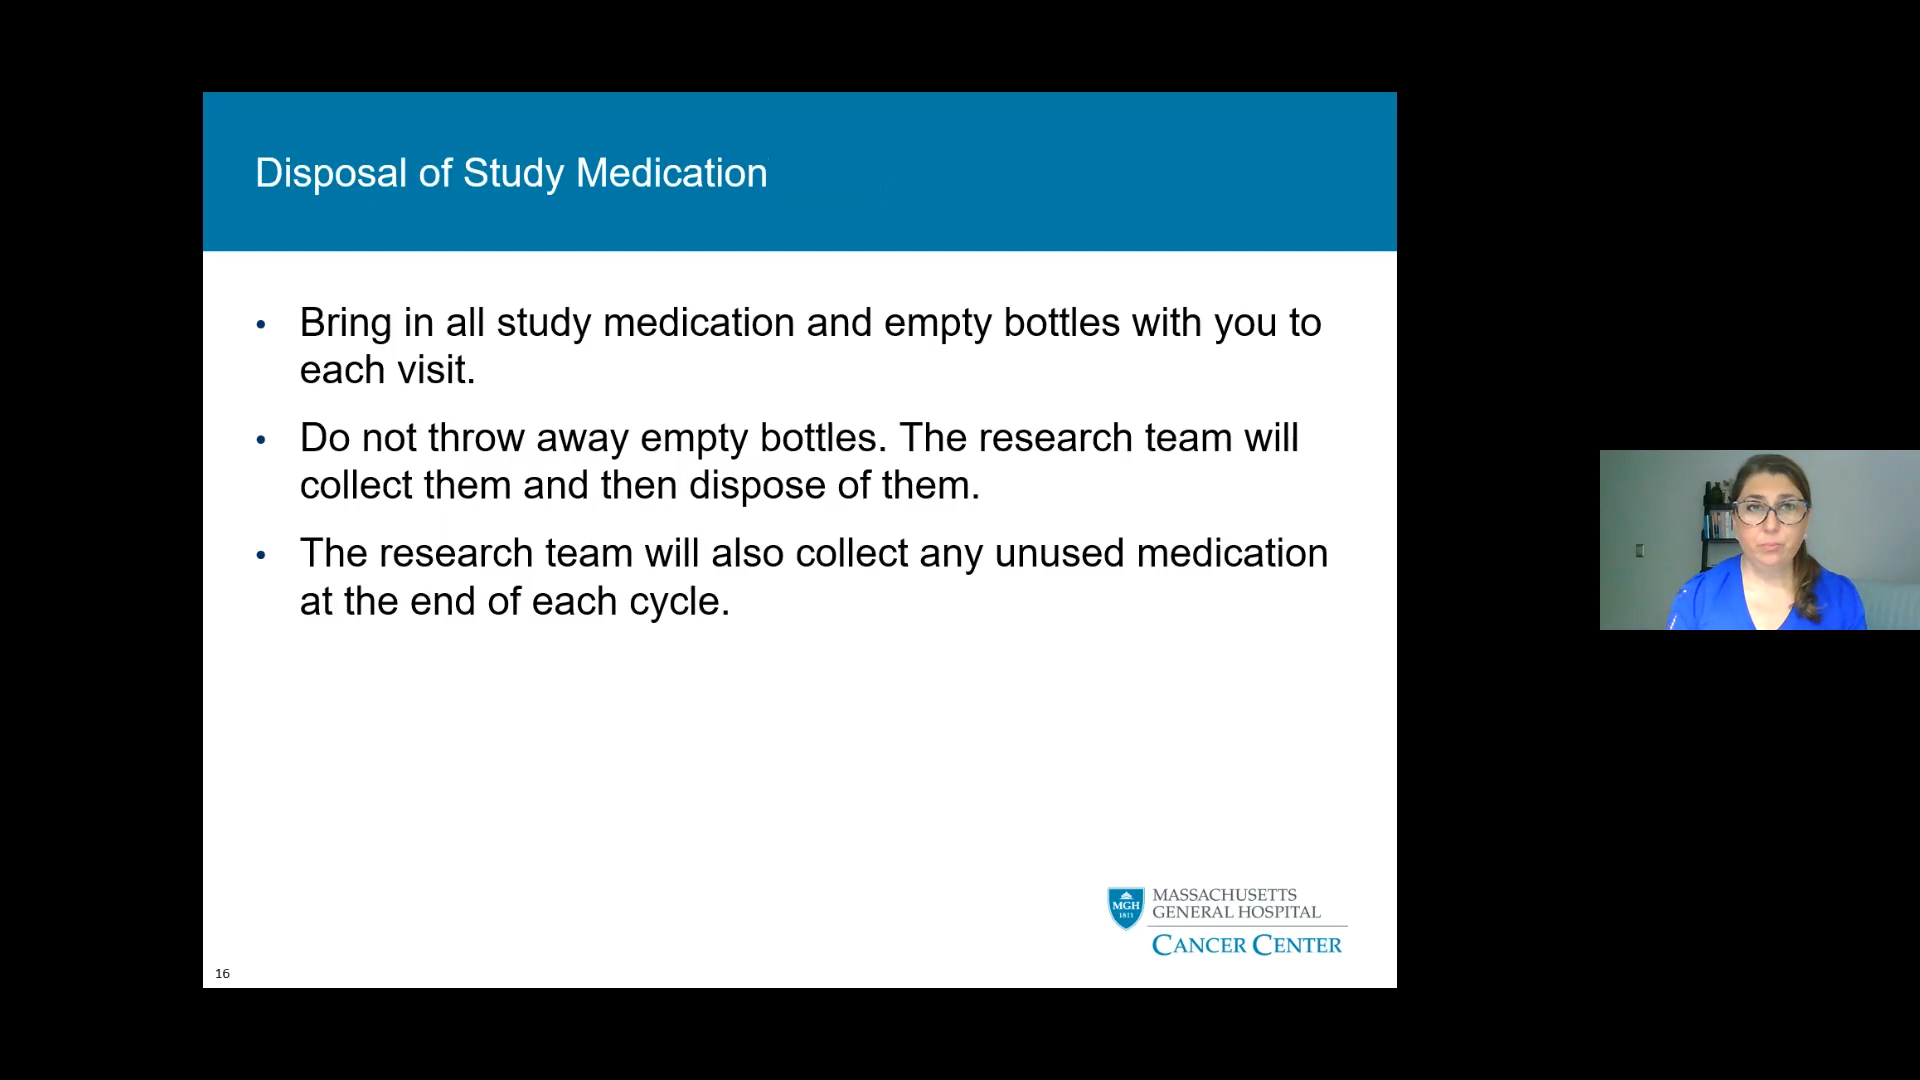 Disposal of Study Medication
• Bring in all study medication and empty bottles with you to
each visit.
• Do not throw away empty bottles. The research team will
collect them and then dispose of them.
• The research team will also collect any unused medication
at the end of each cycle.
MGH
1811
MASSACHUSETTS
GENERAL HOSPITAL
CANCER CENTER
16